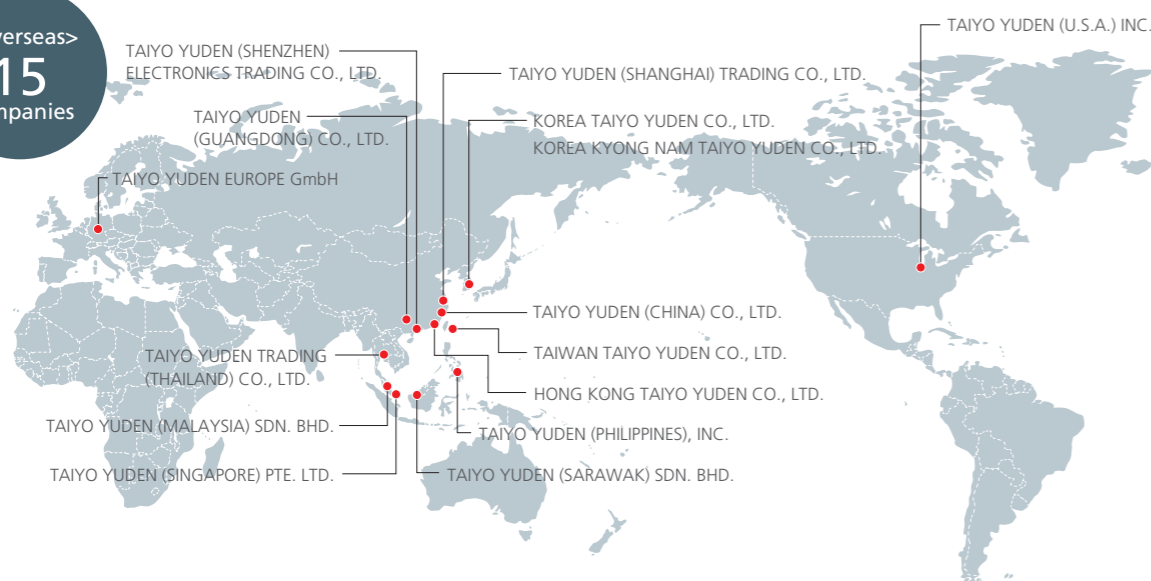 15
TAIYO YUDEN (U.S.A.) INC.
TAIYO YUDEN (SHENZHEN)
ELECTRONICS TRADING CO., LTD.
TAIYO YUDEN (SHANGHAI) TRADING CO., LTD.
TAIYO YUDEN
(GUANGDONG) CO., LTD.
KOREA TAIYO YUDEN CO., LTD.
KOREA KYONG NAM TAIYO YUDEN CO., LTD.
TAIYO YUDEN EUROPE GmbH
TAIYO YUDEN (CHINA) CO., LTD.
TAIWAN TAIYO YUDEN CO., LTD.
TAIYO YUDEN TRADING
(THAILAND) CO., LTD.
HONG KONG TAIYO YUDEN CO., LTD.
TAIYO YUDEN (MALAYSIA) SDN. BHD.
TAIYO YUDEN (PHILIPPINES), INC.
TAIYO YUDEN (SINGAPORE) PTE. LTD.
TAIYO YUDEN (SARAWAK) SDN. BHD.